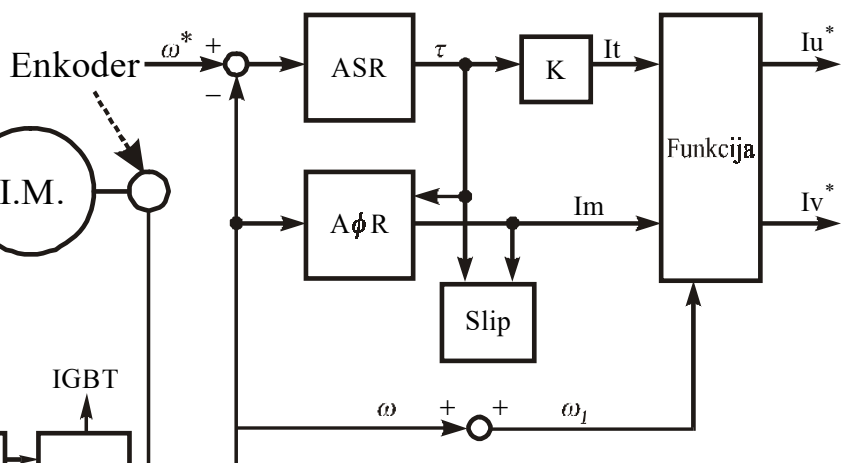 Enkoder
ω* +
−
ASR
τ
K
It
Iu*
Funkcija
I.M.
AϕR
Im
Iv*
Slip
IGBT
ω + + ω1